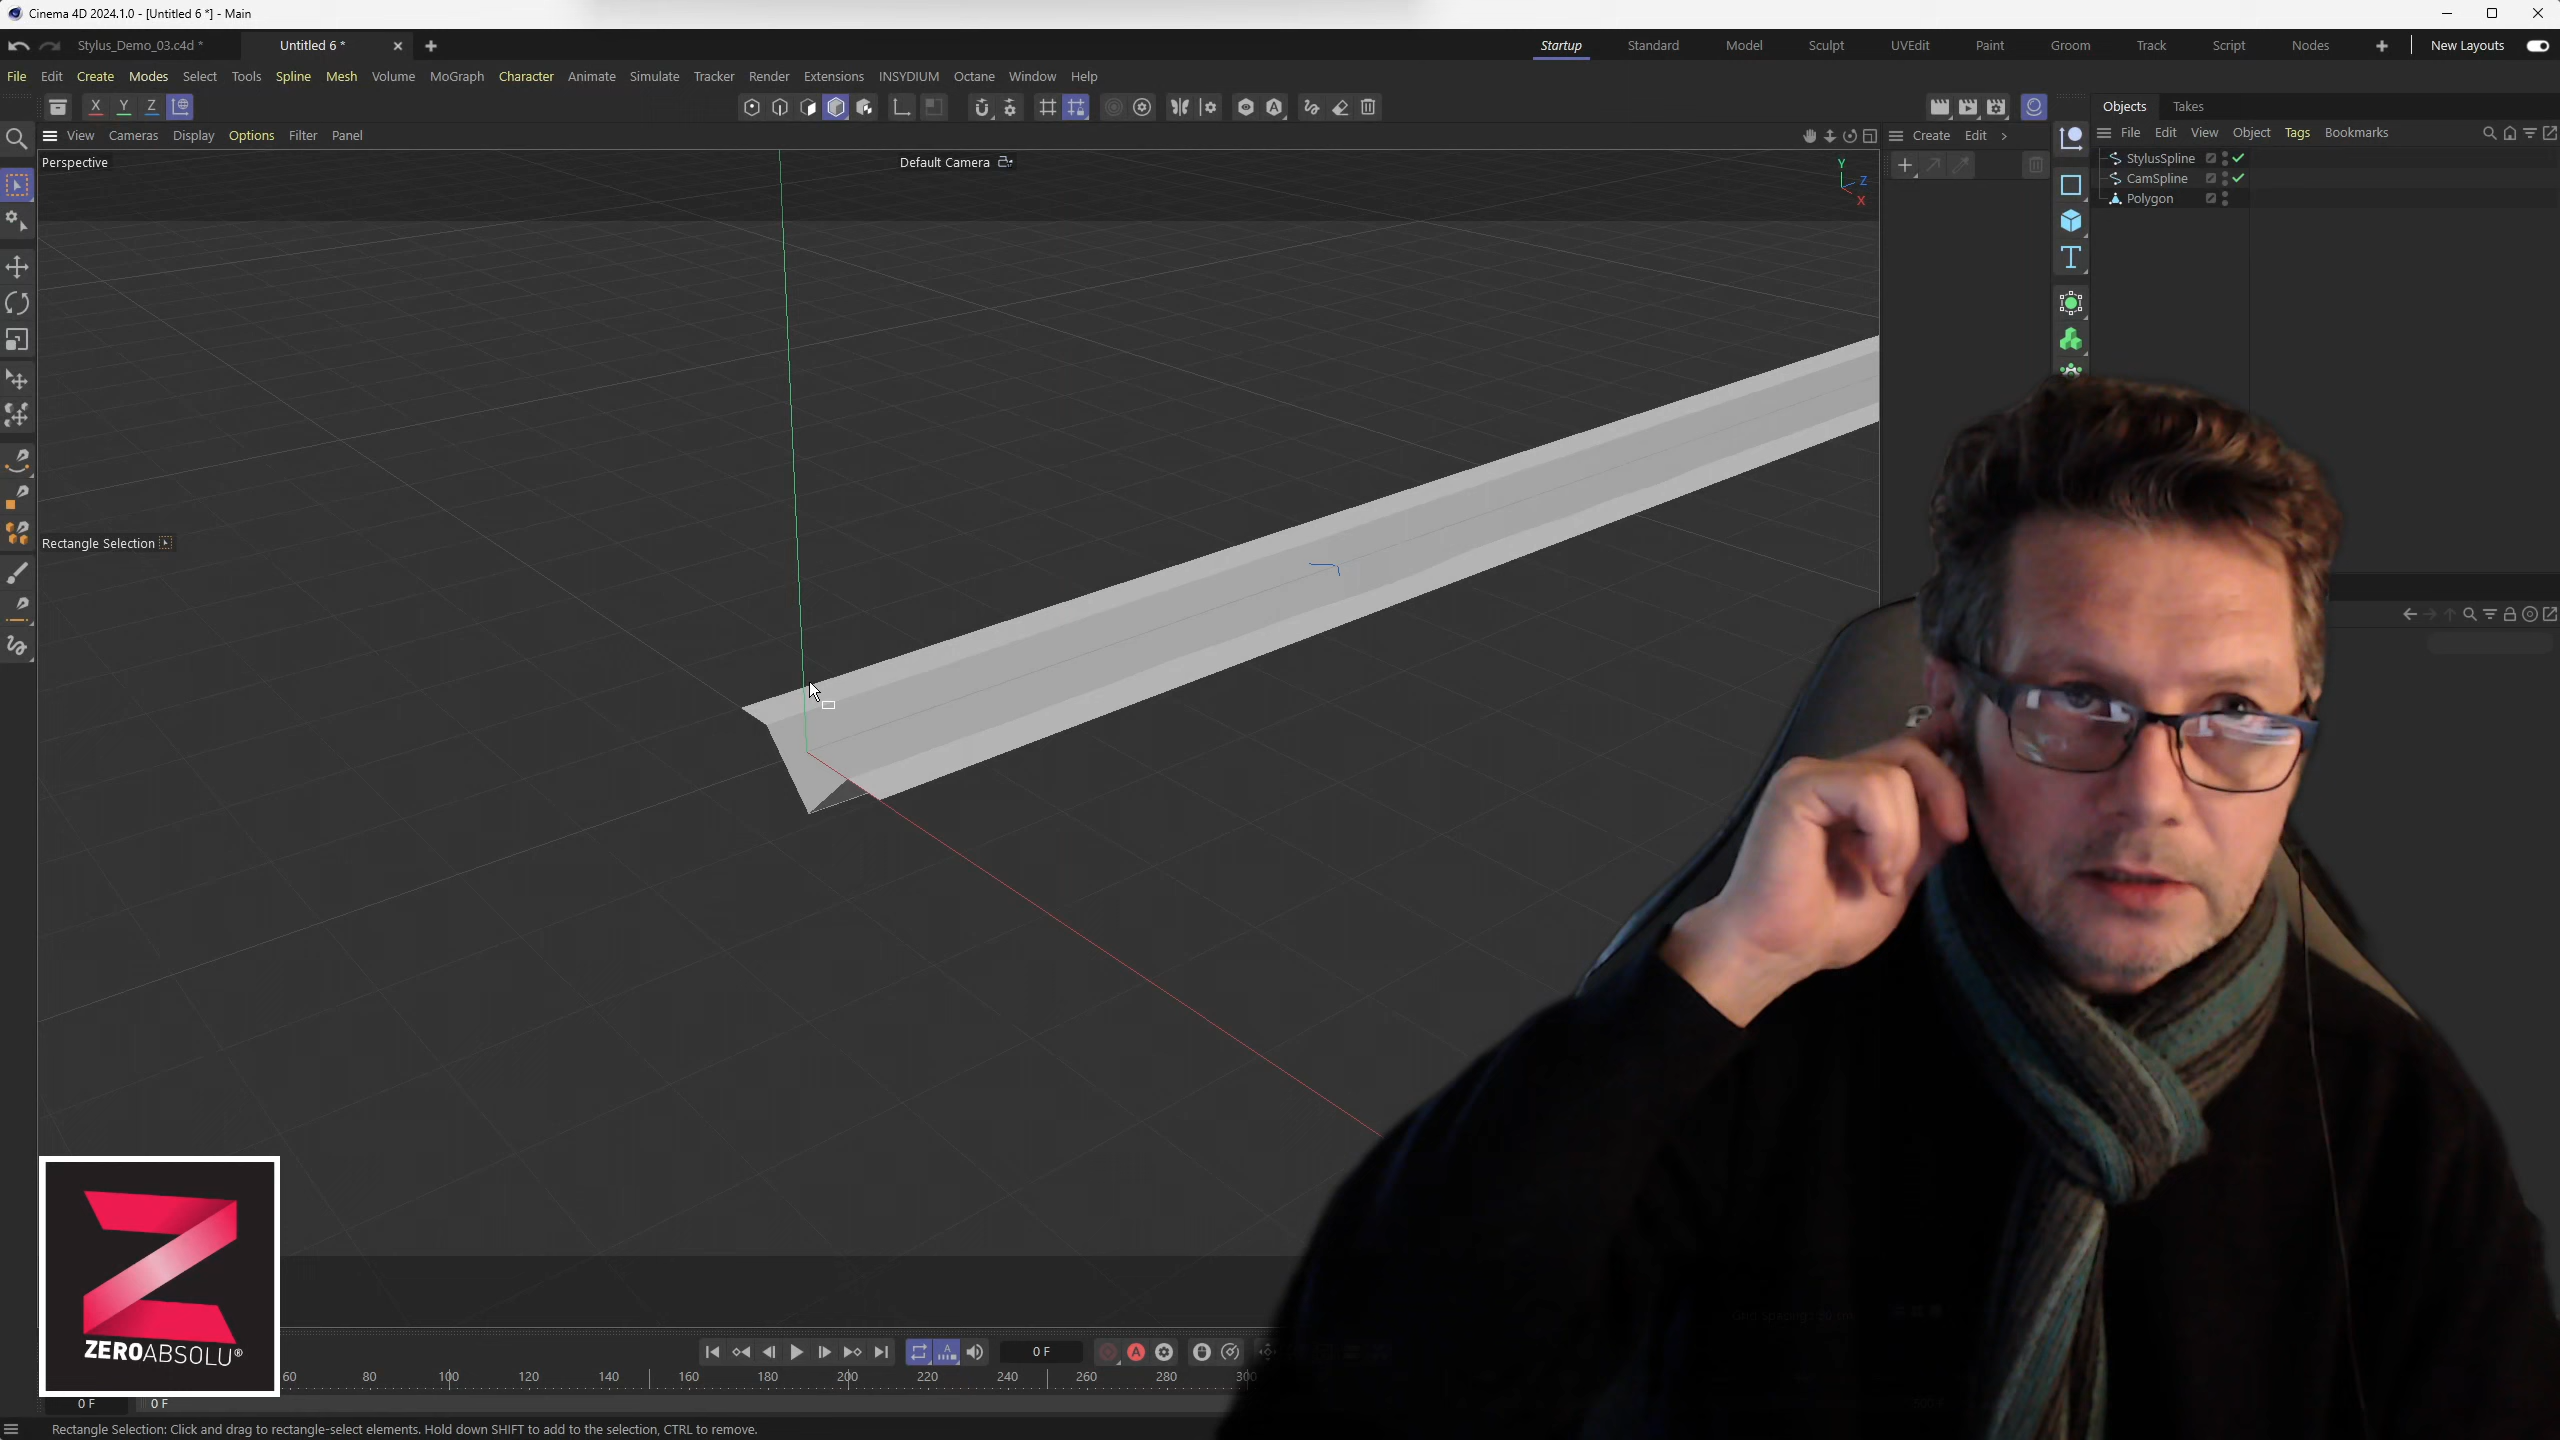 Cinema 4D 2024.1.0 - [Untitled 6 *] - Main
Stylus_Demo_03.c4d *
Untitled 6 *
Startup
Standard
Model
Sculpt
UVEdit
Paint
Groom
Track
Script
Nodes
New Layouts
File Edit Create Modes Select Tools Spline Mesh Volume MoGraph Character Animate Simulate Tracker Render Extensions INSYDIUM Octane Window Help
X Y Z
Objects Takes
View Cameras Display Options Filter Panel
Create Edit
File Edit View Object Tags Bookmarks
Perspective
Default Camera
Y
Z
X
StylusSpline
CamSpline
Polygon
Rectangle Selection
ZEROABSOLU®
0 F
60 80 100 120 140 160 180 200 220 240 260 280 300
0 F
0 F
Rectangle Selection: Click and drag to rectangle-select elements. Hold down SHIFT to add to the selection, CTRL to remove.